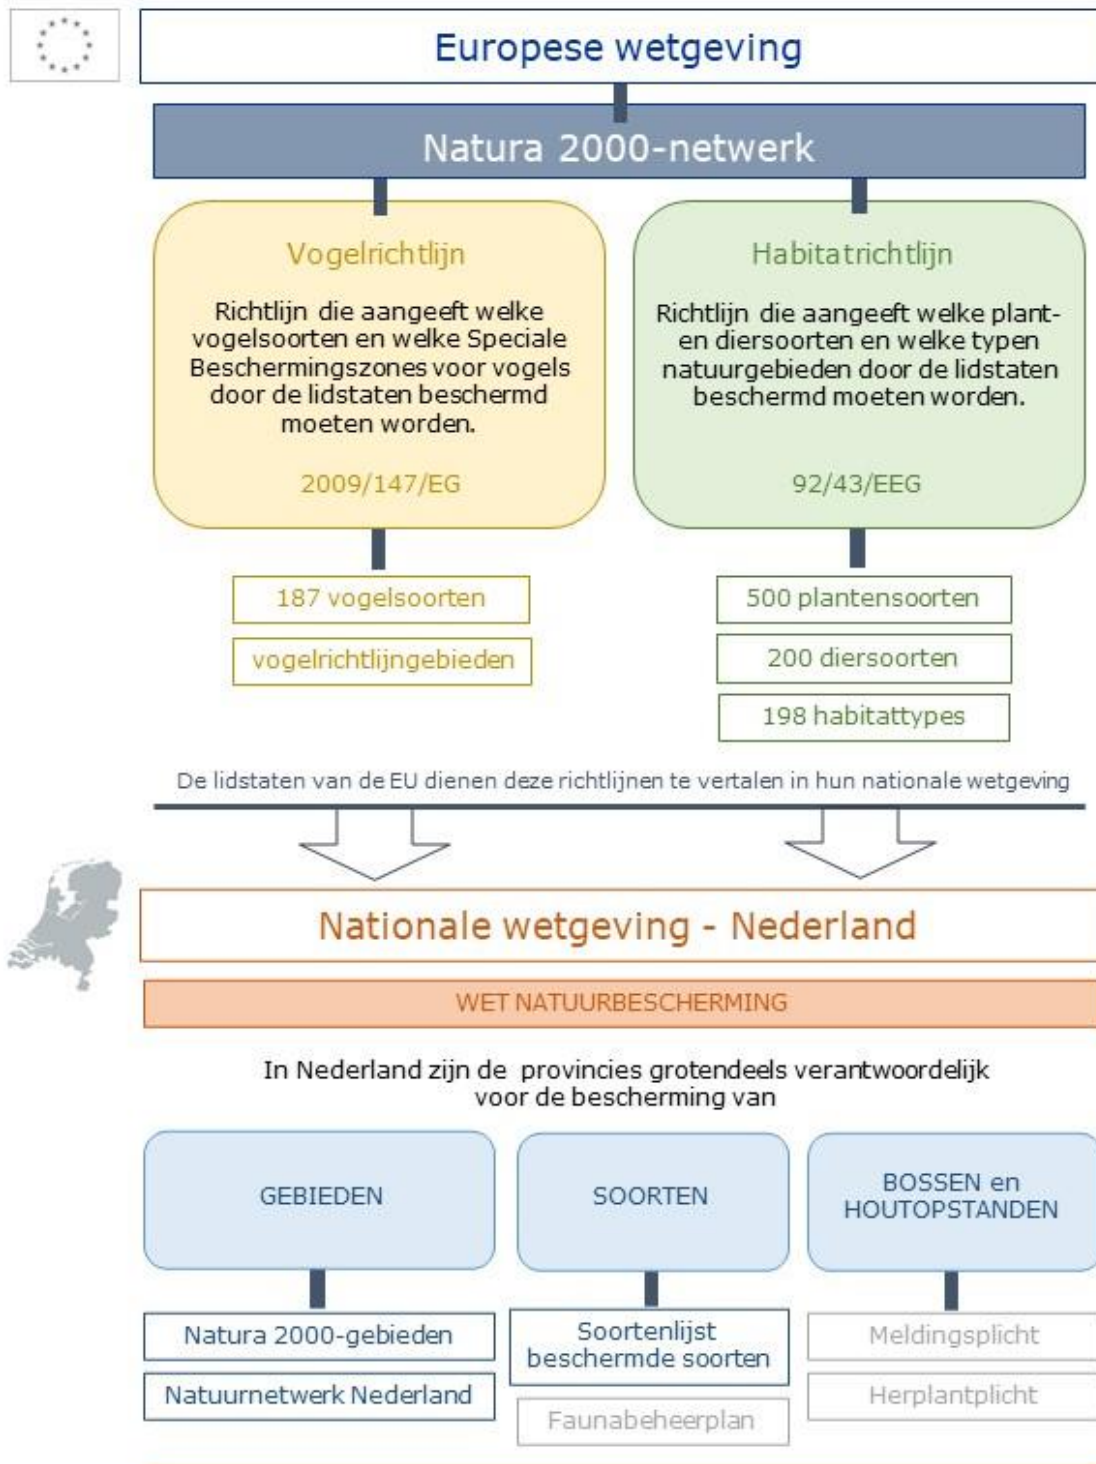 Europese wetgeving
Natura 2000-netwerk
Vogelrichtlijn
Richtlijn die aangeeft welke
vogelsoorten en welke Speciale
Beschermingszones voor vogels
door de lidstaten beschermd
moeten worden.
2009/147/EG
187 vogelsoorten
vogelrichtlijngebieden
Habitatrichtlijn
Richtlijn die aangeeft welke plant-
en diersoorten en welke typen
natuurgebieden door de lidstaten
beschermd moeten worden.
92/43/EEG
500 plantensoorten
200 diersoorten
198 habitattypes
De lidstaten van de EU dienen deze richtlijnen te vertalen in hun nationale wetgeving
Nationale wetgeving - Nederland
WET NATUURBESCHERMING
In Nederland zijn de provincies grotendeels verantwoordelijk
voor de bescherming van
GEBIEDEN
Natura 2000-gebieden
Natuurnetwerk Nederland
SOORTEN
Soortenlijst
beschermde soorten
Faunabeheerplan
BOSSEN en
HOUTOPSTANDEN
Meldingsplicht
Herplantplicht